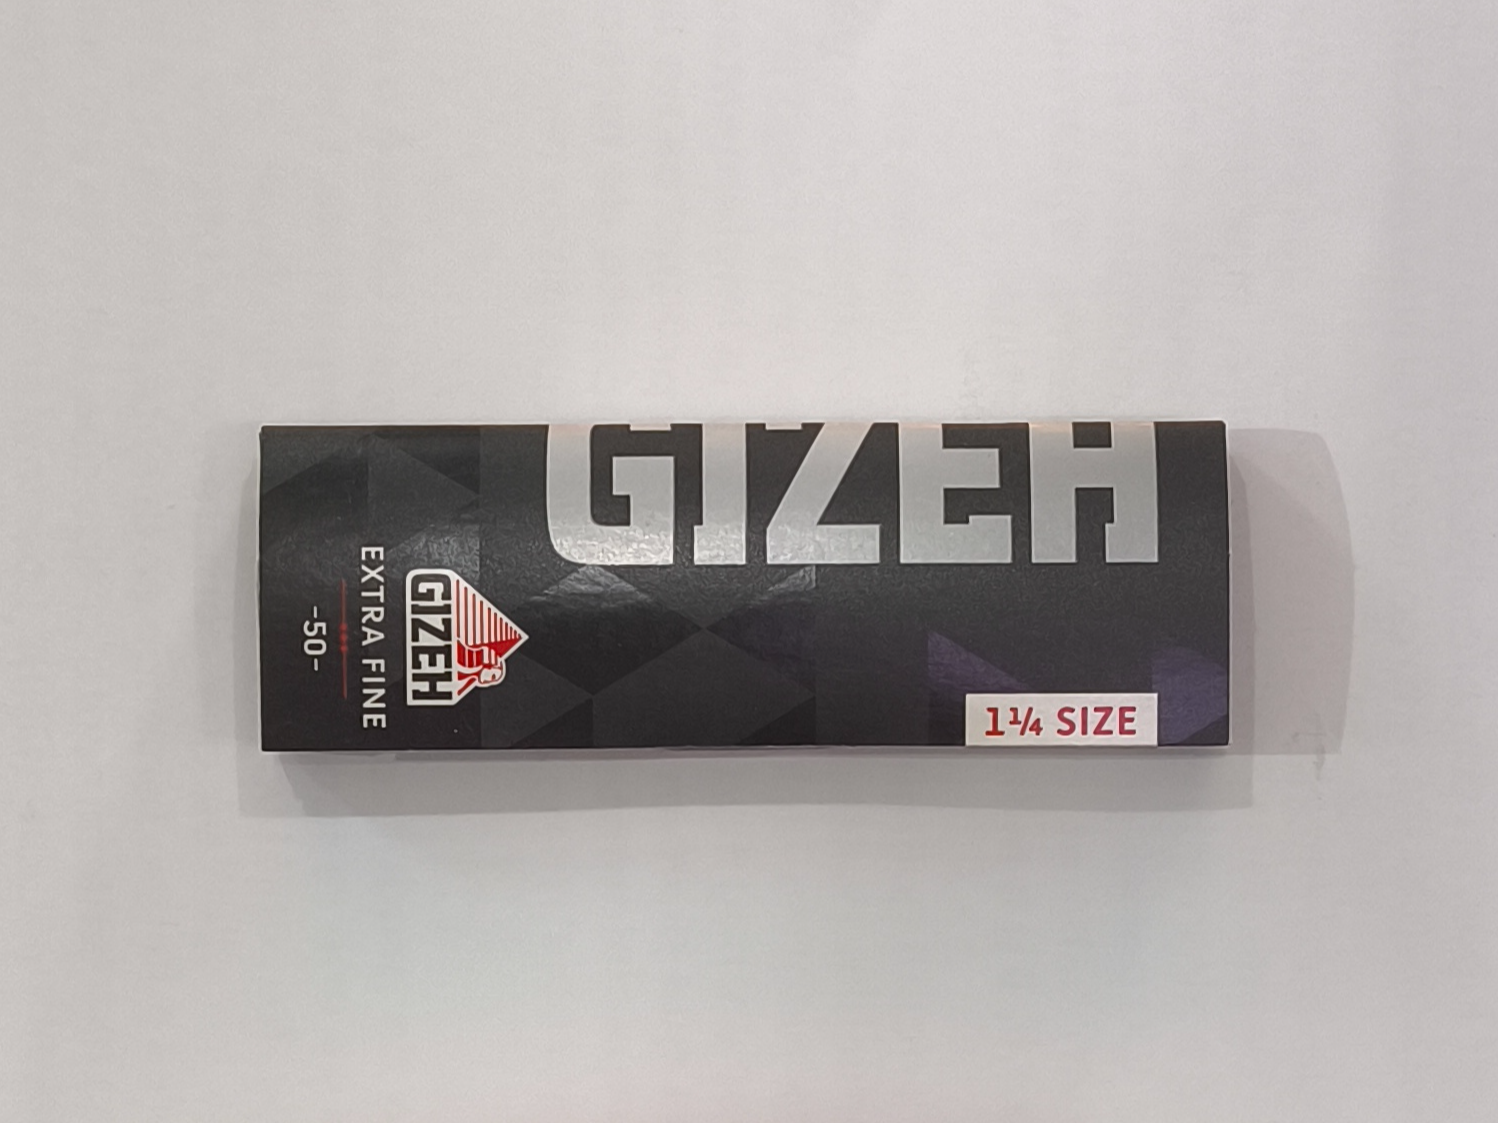 GIZEH
GIZEH
EXTRA FINE
-50-
1¼ SIZE